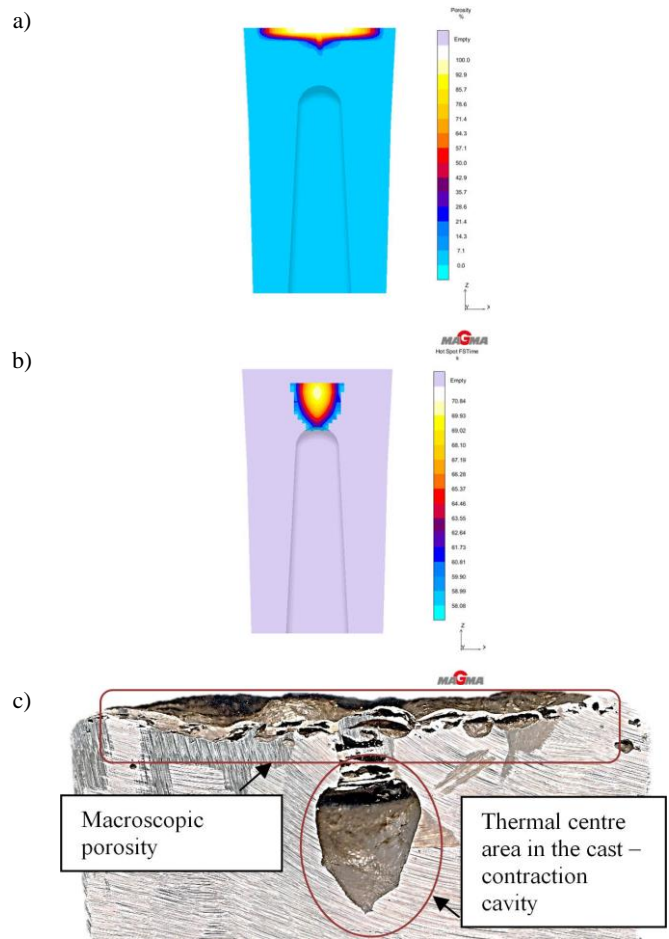 a)
Porosity
%
Empty
100.0
92.9
85.7
78.6
71.4
64.3
57.1
50.0
42.9
35.7
28.6
21.4
14.3
7.1
0.0
Z
X
MAGMA
b)
Hot Spot FSTime
s
Empty
70.84
69.93
69.02
68.10
67.19
66.28
65.37
64.46
63.55
62.64
61.73
60.81
59.90
58.99
58.08
Z
X
MAGMA
c)
Macroscopic
porosity
Thermal centre
area in the cast –
contraction
cavity